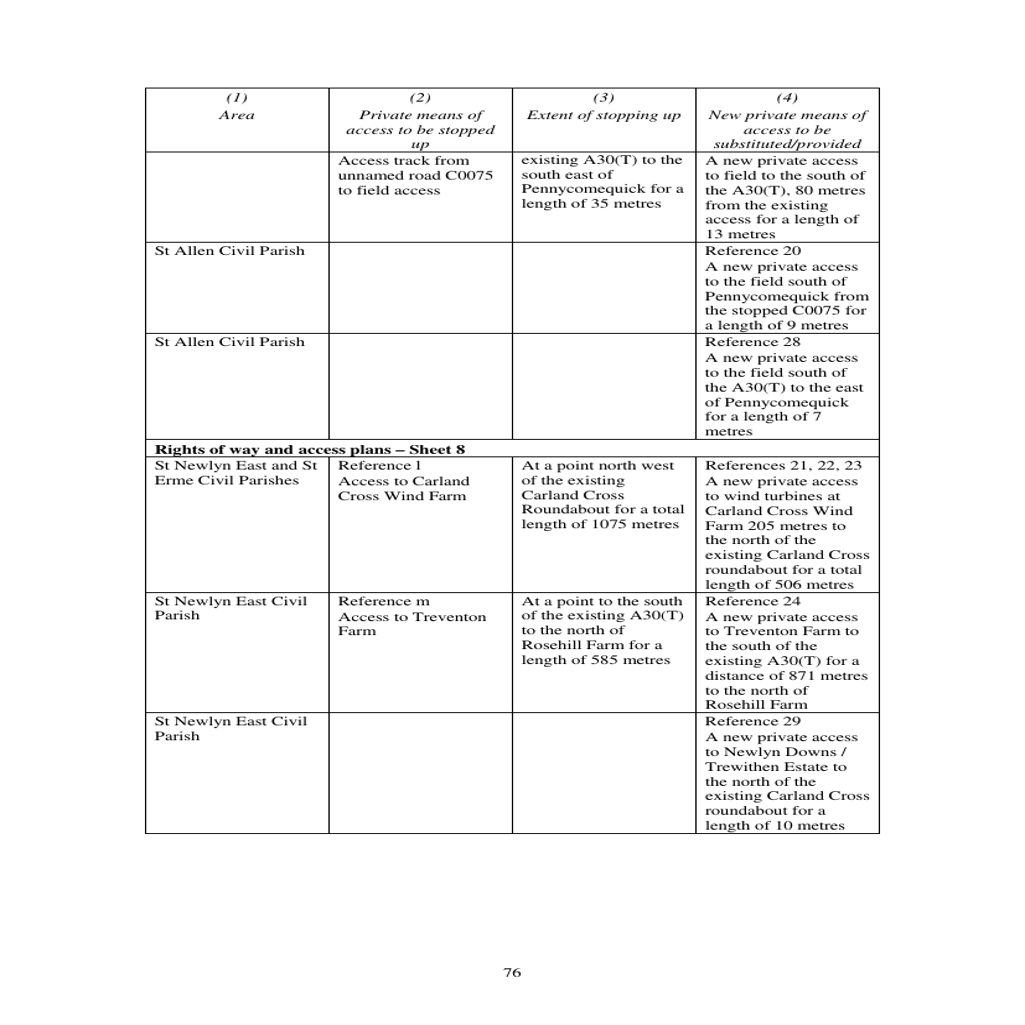 (1)
Area
(2)
Private means of
access to be stopped
up
(3)
Extent of stopping up
(4)
New private means of
access to be
substituted/provided
Access track from
unnamed road C0075
to field access
existing A30(T) to the
south east of
Pennycomequick for a
length of 35 metres
A new private access
to field to the south of
the A30(T), 80 metres
from the existing
access for a length of
13 metres
St Allen Civil Parish
Reference 20
A new private access
to the field south of
Pennycomequick from
the stopped C0075 for
a length of 9 metres
St Allen Civil Parish
Reference 28
A new private access
to the field south of
the A30(T) to the east
of Pennycomequick
for a length of 7
metres
Rights of way and access plans – Sheet 8
St Newlyn East and St
Erme Civil Parishes
Reference l
Access to Carland
Cross Wind Farm
At a point north west
of the existing
Carland Cross
Roundabout for a total
length of 1075 metres
References 21, 22, 23
A new private access
to wind turbines at
Carland Cross Wind
Farm 205 metres to
the north of the
existing Carland Cross
roundabout for a total
length of 506 metres
St Newlyn East Civil
Parish
Reference m
Access to Treventon
Farm
At a point to the south
of the existing A30(T)
to the north of
Rosehill Farm for a
length of 585 metres
Reference 24
A new private access
to Treventon Farm to
the south of the
existing A30(T) for a
distance of 871 metres
to the north of
Rosehill Farm
St Newlyn East Civil
Parish
Reference 29
A new private access
to Newlyn Downs /
Trewithen Estate to
the north of the
existing Carland Cross
roundabout for a
length of 10 metres
76